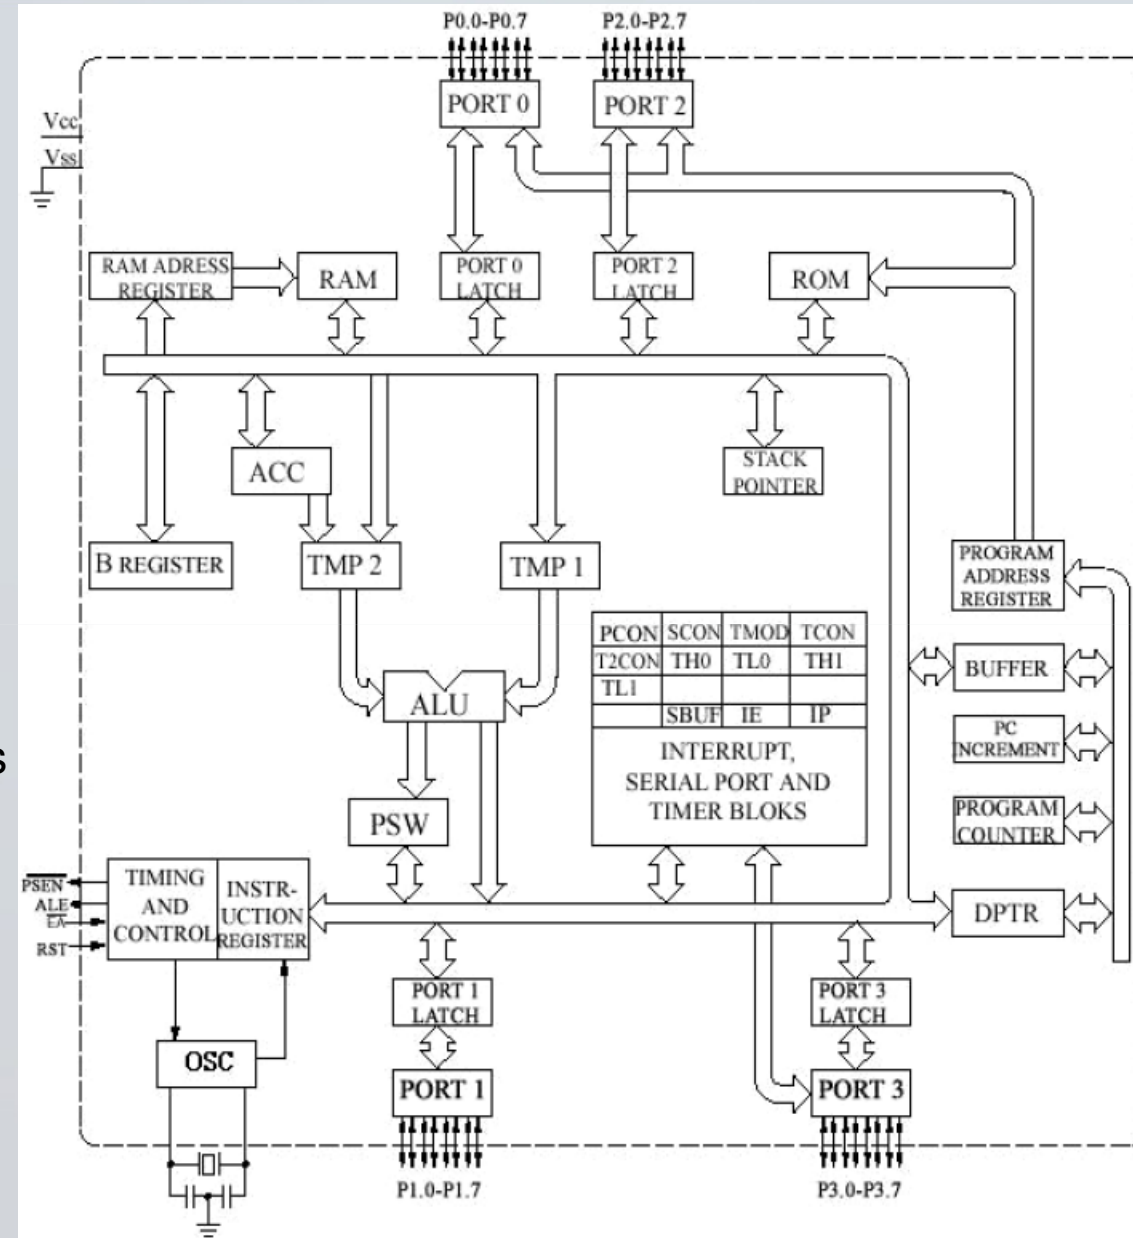 P0.0-P0.7
P2.0-P2.7
PORT 0
PORT 2
Vcc
Vss
RAM ADRESS
REGISTER
RAM
PORT 0
LATCH
PORT 2
LATCH
ROM
ACC
STACK
POINTER
B REGISTER
TMP 2
TMP 1
PROGRAM
ADDRESS
REGISTER
PCON SCON TMOD TCON
T2CON TH0 TL0 TH1
TL1
SBUF IE IP
INTERRUPT,
SERIAL PORT AND
TIMER BLOKS
BUFFER
ALU
PC
INCREMENT
s
PSW
PROGRAM
COUNTER
PSEN
ALE
EA
RST
TIMING
AND
CONTROL
INSTR-
UCTION
REGISTER
DPTR
PORT 1
LATCH
PORT 3
LATCH
OSC
PORT 1
PORT 3
P1.0-P1.7
P3.0-P3.7